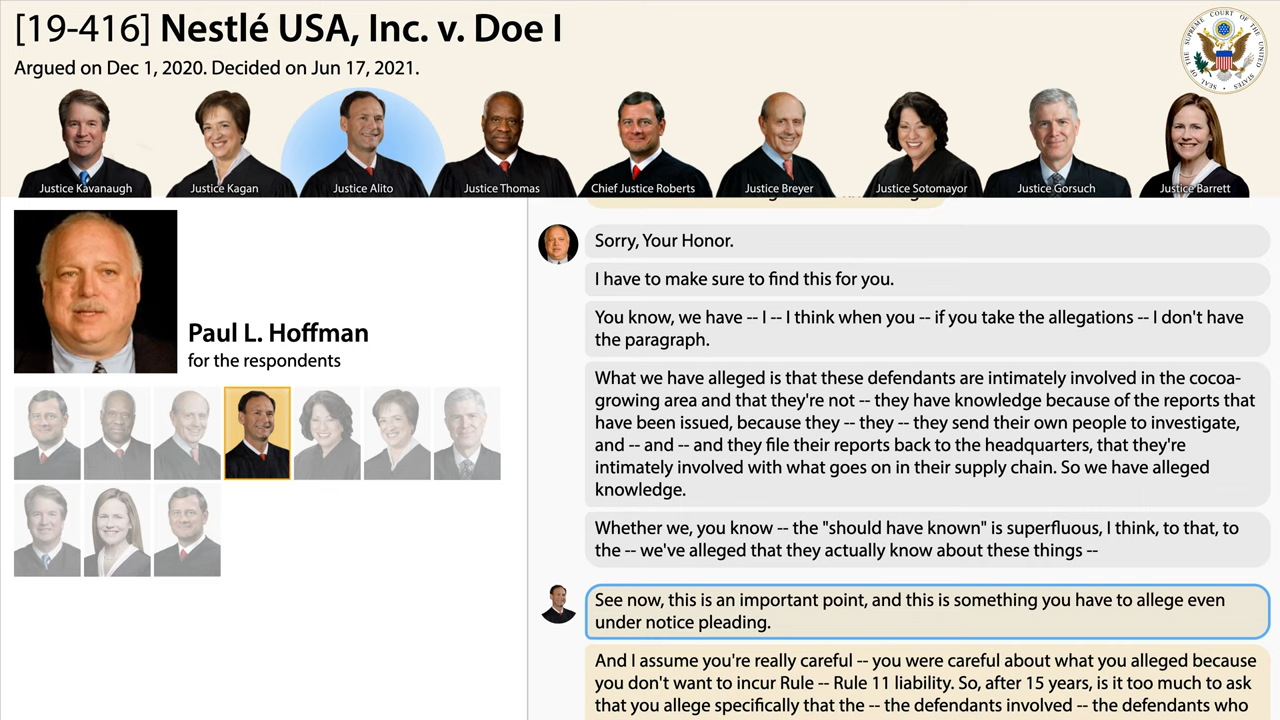 [19-416] Nestlé USA, Inc. v. Doe I
Argued on Dec 1, 2020. Decided on Jun 17, 2021.
SEAL OF THE SUPREME COURT OF THE UNITED STATES
Justice Kavanaugh
Justice Kagan
Justice Alito
Justice Thomas
Chief Justice Roberts
Justice Breyer
Justice Sotomayor
Justice Gorsuch
Justice Barrett
Paul L. Hoffman
for the respondents
Sorry, Your Honor.
I have to make sure to find this for you.
You know, we have -- I -- I think when you -- if you take the allegations -- I don't have
the paragraph.
What we have alleged is that these defendants are intimately involved in the cocoa-
growing area and that they're not -- they have knowledge because of the reports that
have been issued, because they -- they -- they send their own people to investigate,
and -- and -- and they file their reports back to the headquarters, that they're
intimately involved with what goes on in their supply chain. So we have alleged
knowledge.
Whether we, you know -- the "should have known" is superfluous, I think, to that, to
the -- we've alleged that they actually know about these things --
See now, this is an important point, and this is something you have to allege even
under notice pleading.
And I assume you're really careful -- you were careful about what you alleged because
you don't want to incur Rule -- Rule 11 liability. So, after 15 years, is it too much to ask
that you allege specifically that the -- the defendants involved -- the defendants who